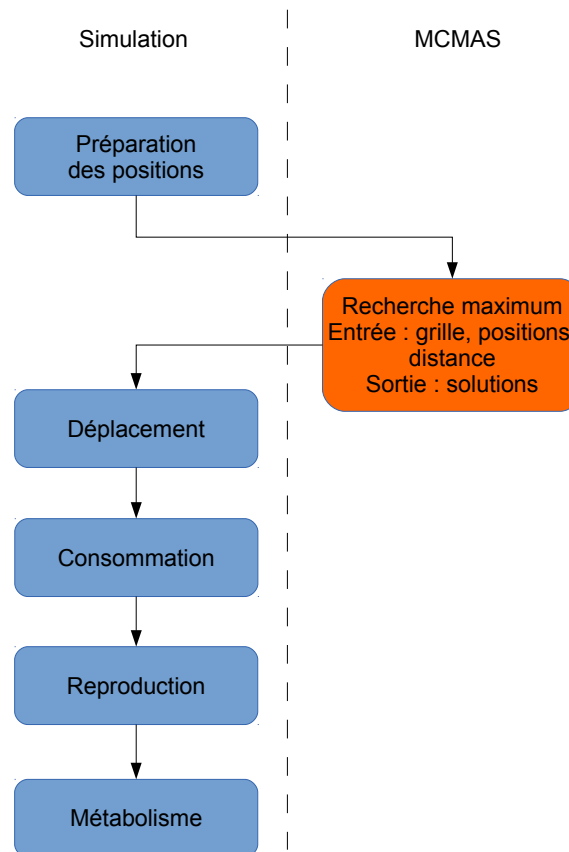 Simulation
MCMAS
Préparation
des positions
Recherche maximum
Entrée : grille, positions
distance
Sortie : solutions
Déplacement
Consommation
Reproduction
Métabolisme